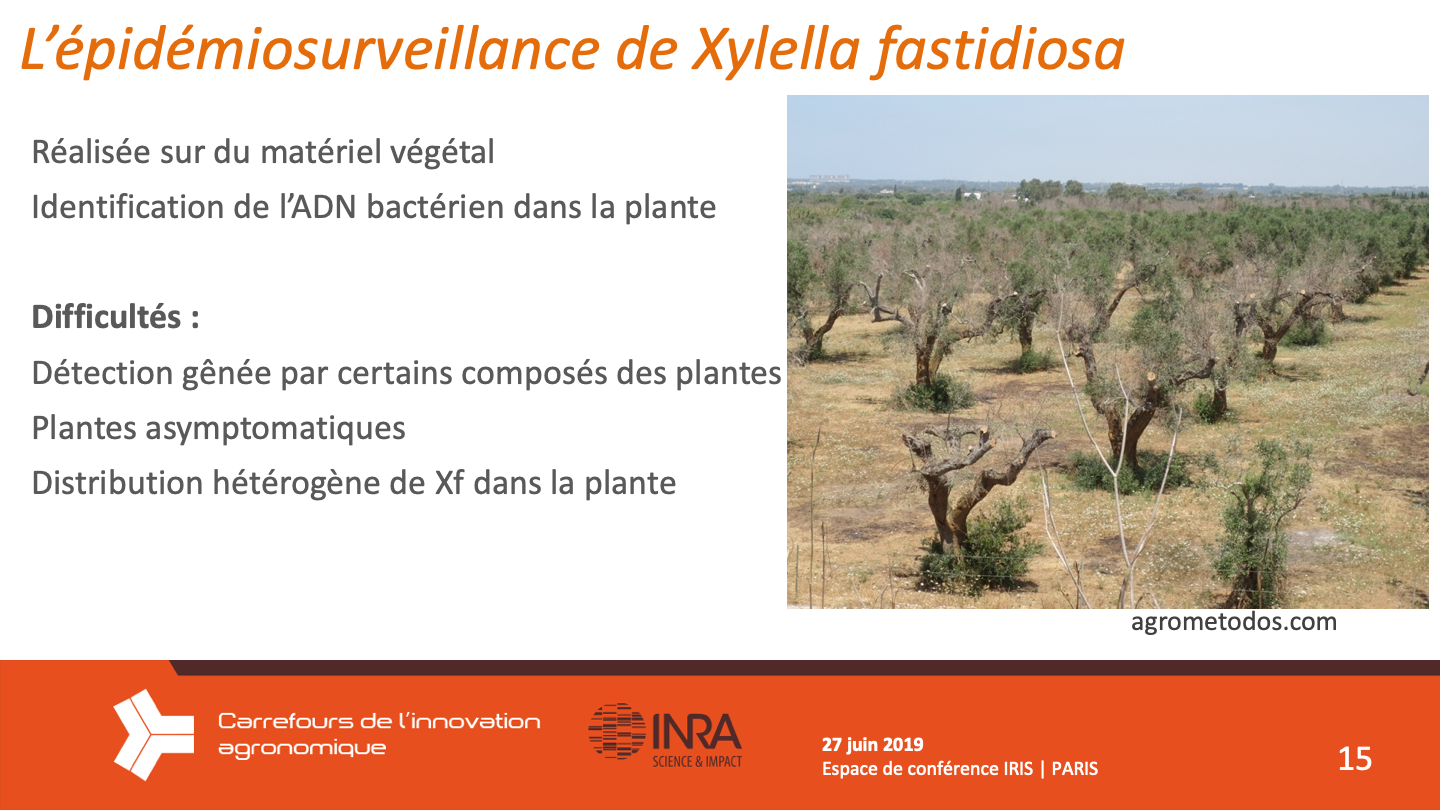 L’épidémiosurveillance de Xylella fastidiosa
Réalisée sur du matériel végétal
Identification de l’ADN bactérien dans la plante
Difficultés :
Détection gênée par certains composés des plantes
Plantes asymptomatiques
Distribution hétérogène de Xf dans la plante
agrometodos.com
Carrefours de l’innovation
agronomique
INRA
SCIENCE & IMPACT
27 juin 2019
Espace de conférence IRIS | PARIS
15